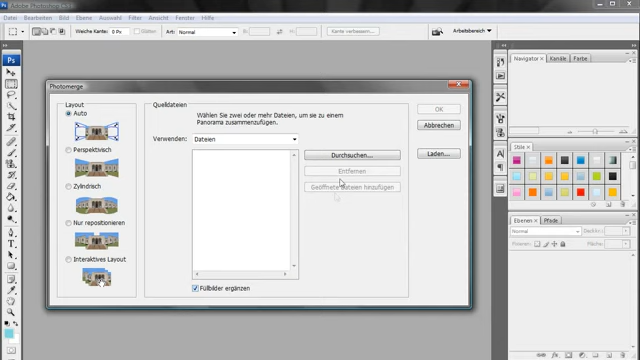 Adobe Photoshop CS
Datei Bearbeiten Bild Ebene Auswahl Filter Ansicht Fenster Hilfe
Weiche Kante: 0 Px Glätten Art: Normal Kante verbessern... Arbeitsbereich
Ps
Photomerge
Layout
Auto
Perspektivisch
Zylindrisch
Nur repositionieren
Interaktives Layout
Quelldateien
Wählen Sie zwei oder mehr Dateien, um sie zu einem
Panorama zusammenzufügen.
Verwenden: Dateien
Durchsuchen...
Entfernen
Geöffnete Dateien hinzufügen
Füllbilder ergänzen
OK
Abbrechen
Laden...
Navigator Kanäle Farbe
Stile
Ebenen Pfade
Normal Deckkr.:
Fixieren: Fläche: